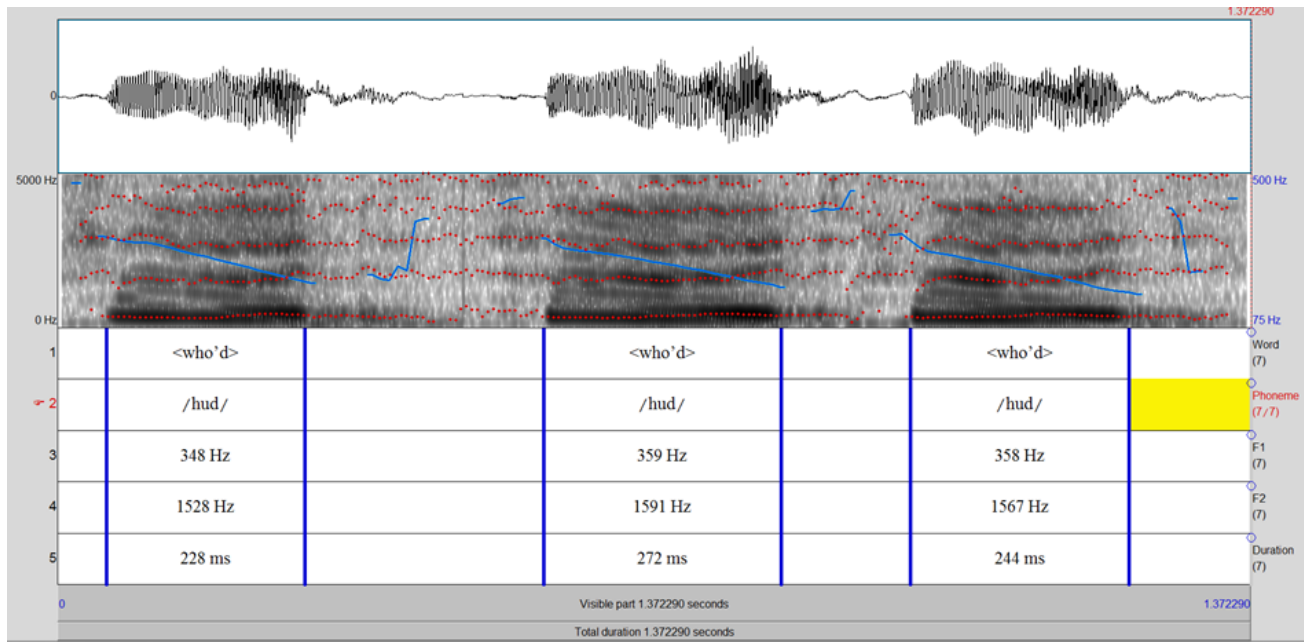 1.372290
0
5000 Hz
500 Hz
0 Hz
75 Hz
1 <who’d> <who’d> <who’d> Word (7)
2 /hud/ /hud/ /hud/ Phoneme (7/7)
3 348 Hz 359 Hz 358 Hz F1 (7)
4 1528 Hz 1591 Hz 1567 Hz F2 (7)
5 228 ms 272 ms 244 ms Duration (7)
0 Visible part 1.372290 seconds 1.372290
Total duration 1.372290 seconds